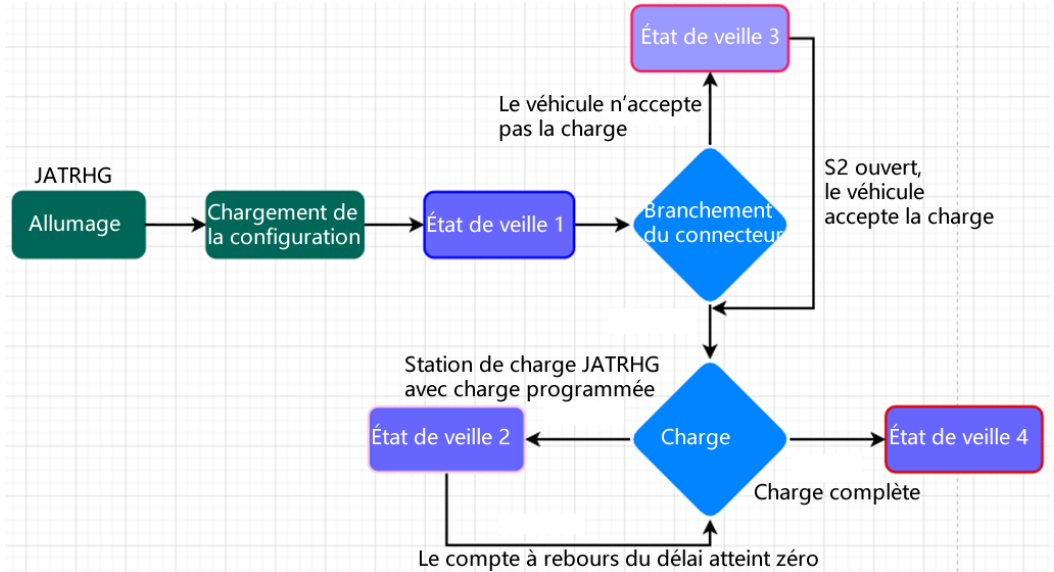 État de veille 3
Le véhicule n’accepte
pas la charge
S2 ouvert,
le véhicule
accepte la charge
JATRHG
Allumage
Chargement de
la configuration
État de veille 1
Branchement
du connecteur
Station de charge JATRHG
avec charge programmée
État de veille 2
Charge
État de veille 4
Charge complète
Le compte à rebours du délai atteint zéro